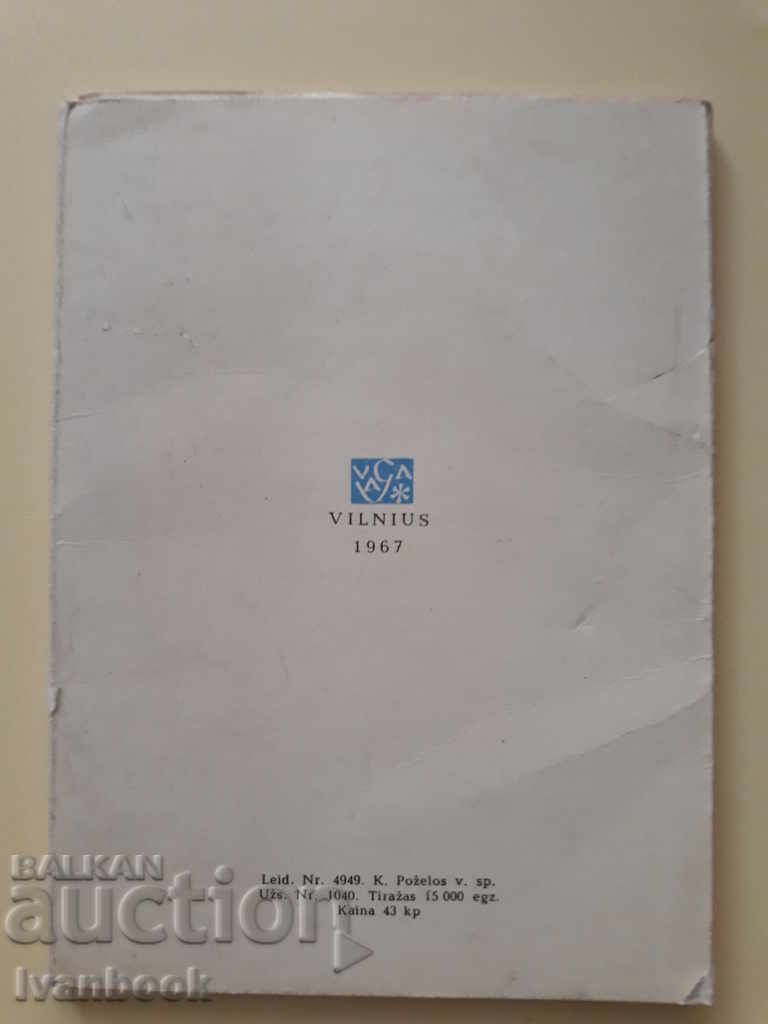 VAGA
VILNIUS
1967
Leid. Nr. 4949. K. Poželos v. sp.
Užs. Nr. 1040. Tiražas 15 000 egz.
Kaina 43 kp
BALKAN
auction
Ivanbook